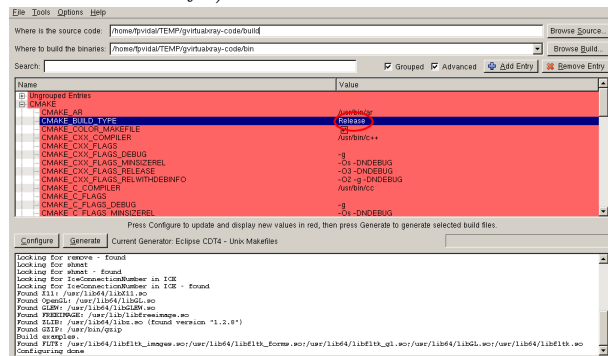 File Tools Options Help
Where is the source code: /home/fpvidal/TEMP/gvirtualxray-code/build Browse Source...
Where to build the binaries: /home/fpvidal/TEMP/gvirtualxray-code/bin Browse Build...
Search: Grouped Advanced Add Entry Remove Entry
Name Value
Ungrouped Entries
CMAKE
CMAKE_AR /usr/bin/ar
CMAKE_BUILD_TYPE Release
CMAKE_COLOR_MAKEFILE
CMAKE_CXX_COMPILER /usr/bin/c++
CMAKE_CXX_FLAGS
CMAKE_CXX_FLAGS_DEBUG -g
CMAKE_CXX_FLAGS_MINSIZEREL -Os -DNDEBUG
CMAKE_CXX_FLAGS_RELEASE -O3 -DNDEBUG
CMAKE_CXX_FLAGS_RELWITHDEBINFO -O2 -g -DNDEBUG
CMAKE_C_COMPILER /usr/bin/cc
CMAKE_C_FLAGS
CMAKE_C_FLAGS_DEBUG -g
CMAKE_C_FLAGS_MINSIZEREL -Os -DNDEBUG
Press Configure to update and display new values in red, then press Generate to generate selected build files.
Configure Generate Current Generator: Eclipse CDT4 - Unix Makefiles
Looking for remove - found
Looking for shmat
Looking for shmat - found
Looking for IceConnectionNumber in ICE
Looking for IceConnectionNumber in ICE - found
Found X11: /usr/lib64/libX11.so
Found OpenGL: /usr/lib64/libGL.so
Found GLEW: /usr/lib64/libGLEW.so
Found FREEIMAGE: /usr/lib/libfreeimage.so
Found ZLIB: /usr/lib64/libz.so (found version "1.2.8")
Found GZIP: /usr/bin/gzip
Build examples.
Found FLTK: /usr/lib64/libfltk_images.so;/usr/lib64/libfltk_forms.so;/usr/lib64/libfltk_gl.so;/usr/lib64/libGL.so;/usr/lib64/libfltk.so
Configuring done